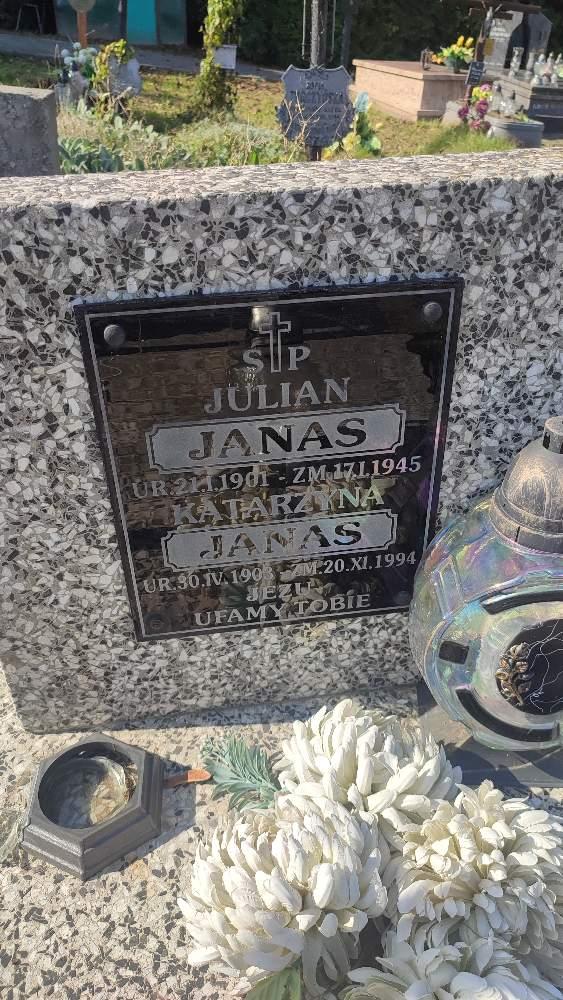 S P
JULIAN
JANAS
UR.21.I.1901 - ZM.17.I.1945
KATARZYNA
JANAS
UR.30.IV.1903 - ZM.20.XI.1994
JEZU
UFAMY TOBIE